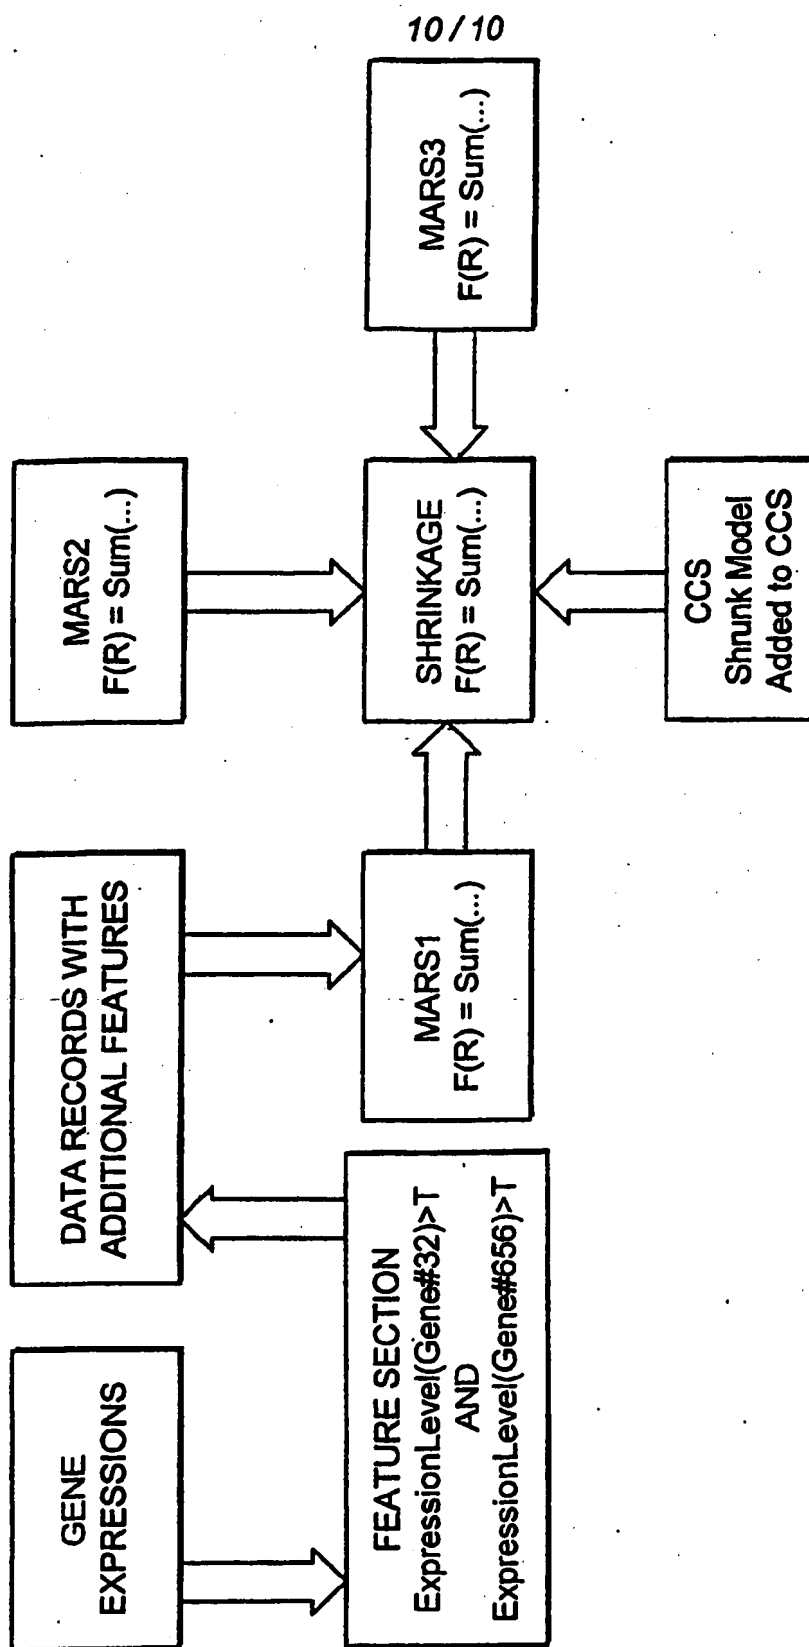 10/10
GENE
EXPRESSIONS
FEATURE SECTION
ExpressionLevel(Gene#32)>T
AND
ExpressionLevel(Gene#656)>T
DATA RECORDS WITH
ADDITIONAL FEATURES
MARS1
F(R) = Sum(...)
MARS2
F(R) = Sum(...)
SHRINKAGE
F(R) = Sum(...)
MARS3
F(R) = Sum(...)
CCS
Shrunk Model
Added to CCS